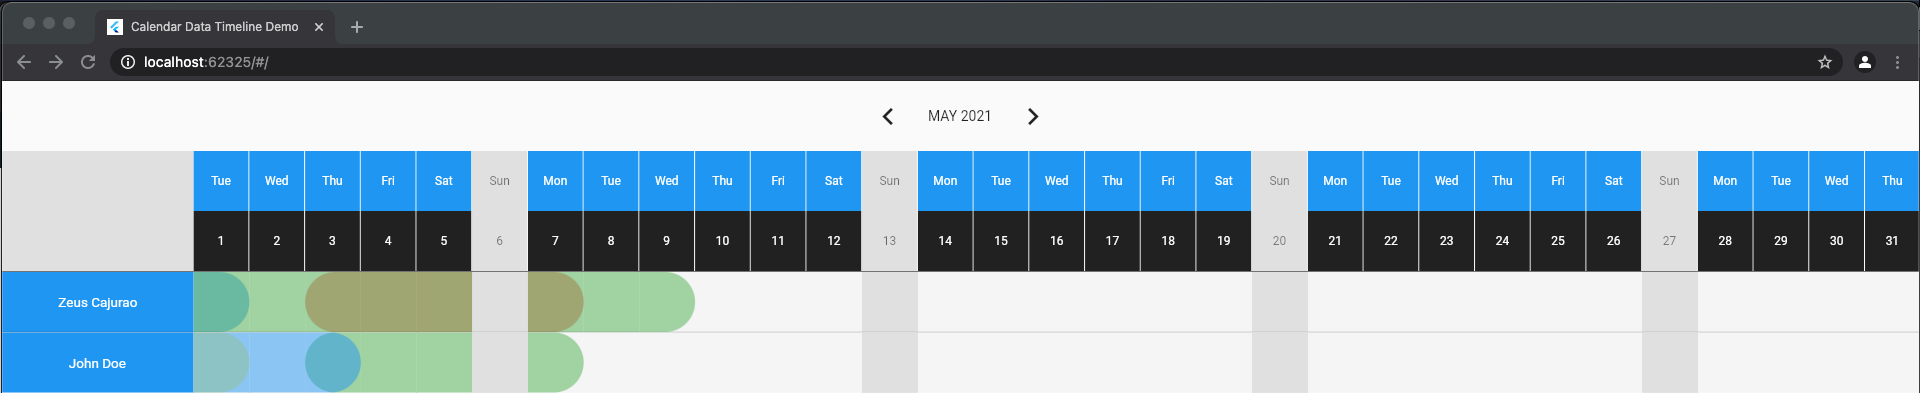 Calendar Data Timeline Demo
localhost:62325/#/
MAY 2021
Tue Wed Thu Fri Sat Sun Mon Tue Wed Thu Fri Sat Sun Mon Tue Wed Thu Fri Sat Sun Mon Tue Wed Thu Fri Sat Sun Mon Tue Wed Thu
1 2 3 4 5 6 7 8 9 10 11 12 13 14 15 16 17 18 19 20 21 22 23 24 25 26 27 28 29 30 31
Zeus Cajurao
John Doe